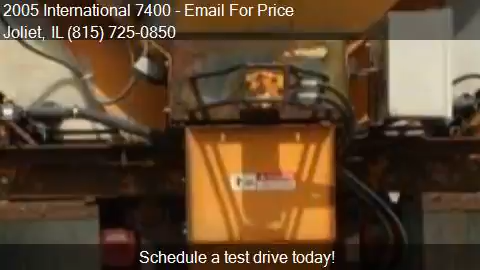 2005 International 7400 - Email For Price
Joliet, IL (815) 725-0850
Schedule a test drive today!